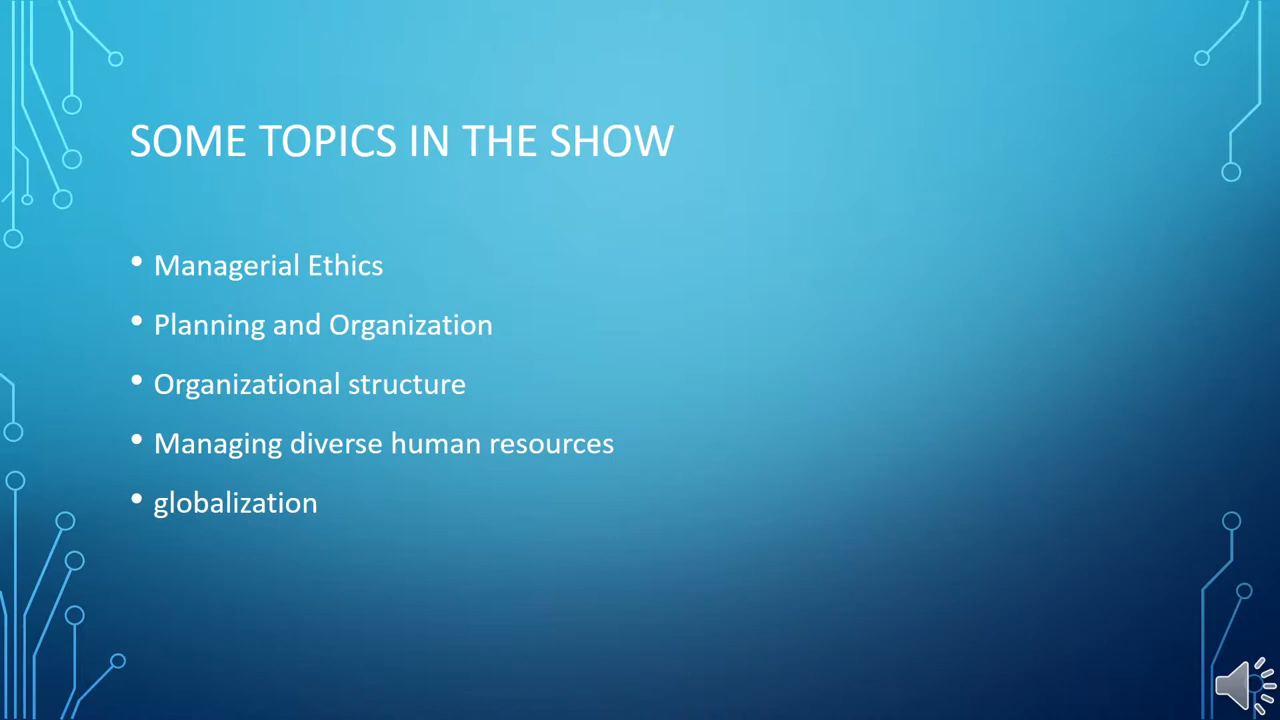 SOME TOPICS IN THE SHOW
• Managerial Ethics
• Planning and Organization
• Organizational structure
• Managing diverse human resources
• globalization